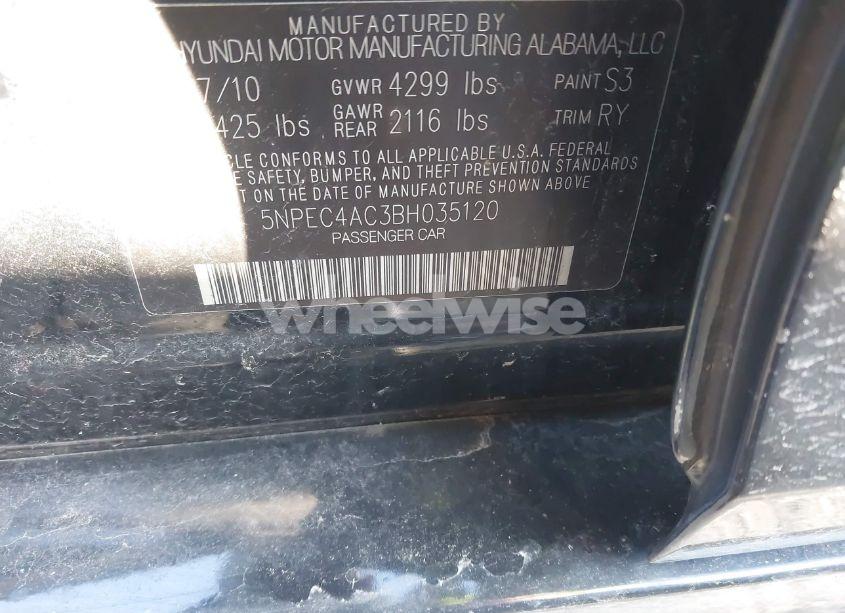 MANUFACTURED BY
HYUNDAI MOTOR MANUFACTURING ALABAMA, LLC
7/10 GVWR 4299 lbs PAINT S3
425 lbs GAWR REAR 2116 lbs TRIM RY
CLE CONFORMS TO ALL APPLICABLE U.S.A. FEDERAL
E SAFETY, BUMPER, AND THEFT PREVENTION STANDARDS
T ON THE DATE OF MANUFACTURE SHOWN ABOVE
5NPEC4AC3BH035120
PASSENGER CAR
wheelwise